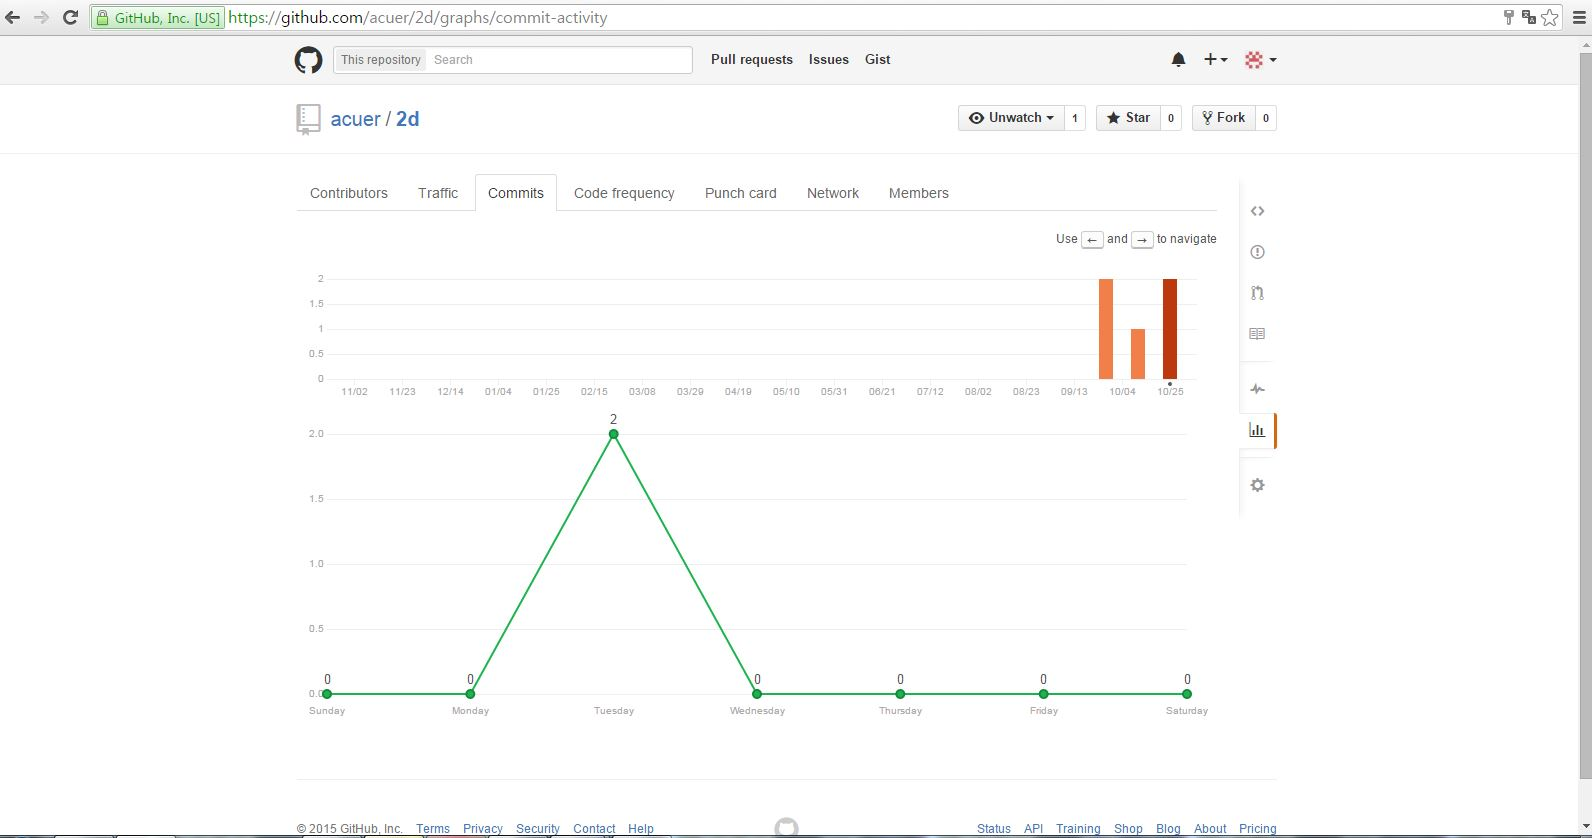 GitHub, Inc. [US] https://github.com/acuer/2d/graphs/commit-activity
This repository Search Pull requests Issues Gist
acuer / 2d Unwatch 1 Star 0 Fork 0
Contributors Traffic Commits Code frequency Punch card Network Members
Use ← and → to navigate
2
1.5
1
0.5
0
11/02 11/23 12/14 01/04 01/25 02/15 03/08 03/29 04/19 05/10 05/31 06/21 07/12 08/02 08/23 09/13 10/04 10/25
2
2.0
1.5
1.0
0.5
0 0 0 0 0 0
0.0
Sunday Monday Tuesday Wednesday Thursday Friday Saturday
© 2015 GitHub, Inc. Terms Privacy Security Contact Help Status API Training Shop Blog About Pricing